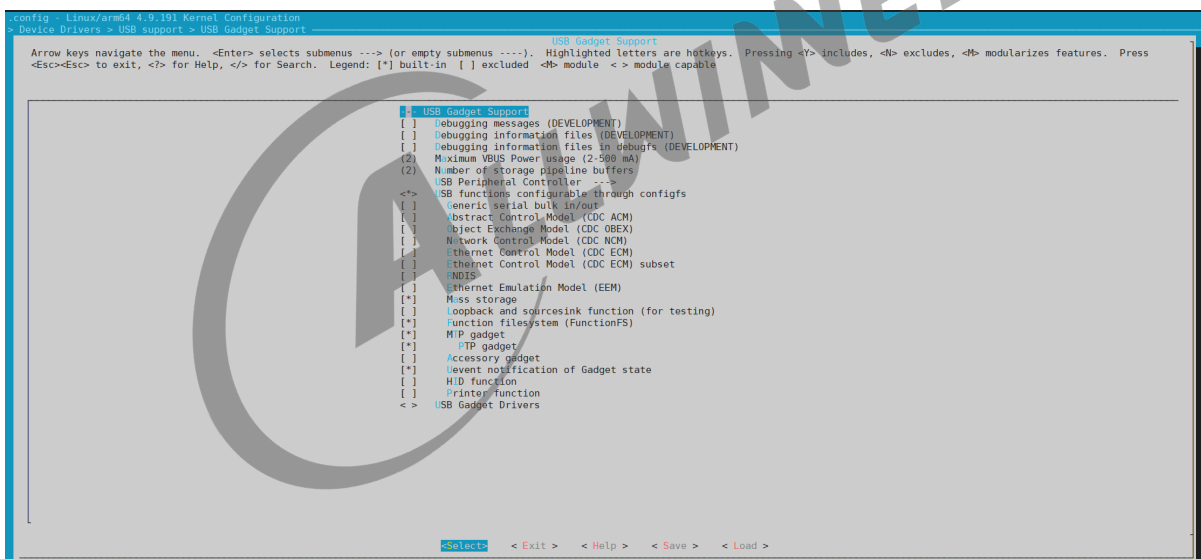 .config - Linux/arm64 4.9.191 Kernel Configuration
> Device Drivers > USB support > USB Gadget Support
USB Gadget Support
Arrow keys navigate the menu. <Enter> selects submenus ---> (or empty submenus ----). Highlighted letters are hotkeys. Pressing <Y> includes, <N> excludes, <M> modularizes features. Press
<Esc><Esc> to exit, <?> for Help, </> for Search. Legend: [*] built-in [ ] excluded <M> module < > module capable
--- USB Gadget Support
[ ] Debugging messages (DEVELOPMENT)
[ ] Debugging information files (DEVELOPMENT)
[ ] Debugging information files in debugfs (DEVELOPMENT)
(2) Maximum VBUS Power usage (2-500 mA)
(2) Number of storage pipeline buffers
USB Peripheral Controller --->
<*> USB functions configurable through configfs
[ ] Generic serial bulk in/out
[ ] Abstract Control Model (CDC ACM)
[ ] Object Exchange Model (CDC OBEX)
[ ] Network Control Model (CDC NCM)
[ ] Ethernet Control Model (CDC ECM)
[ ] Ethernet Control Model (CDC ECM) subset
[ ] RNDIS
[ ] Ethernet Emulation Model (EEM)
[*] Mass storage
[ ] Loopback and sourcesink function (for testing)
[*] Function filesystem (FunctionFS)
[*] MTP gadget
[*] PTP gadget
[ ] Accessory gadget
[*] Uevent notification of Gadget state
[ ] HID function
[ ] Printer function
< > USB Gadget Drivers
<Select> < Exit > < Help > < Save > < Load >